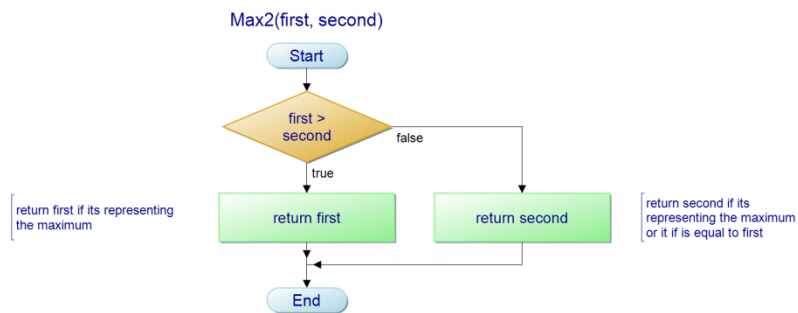 Max2(first, second)
Start
first >
second
false
true
return first if its representing
the maximum
return first
return second
return second if its
representing the maximum
or it if is equal to first
End